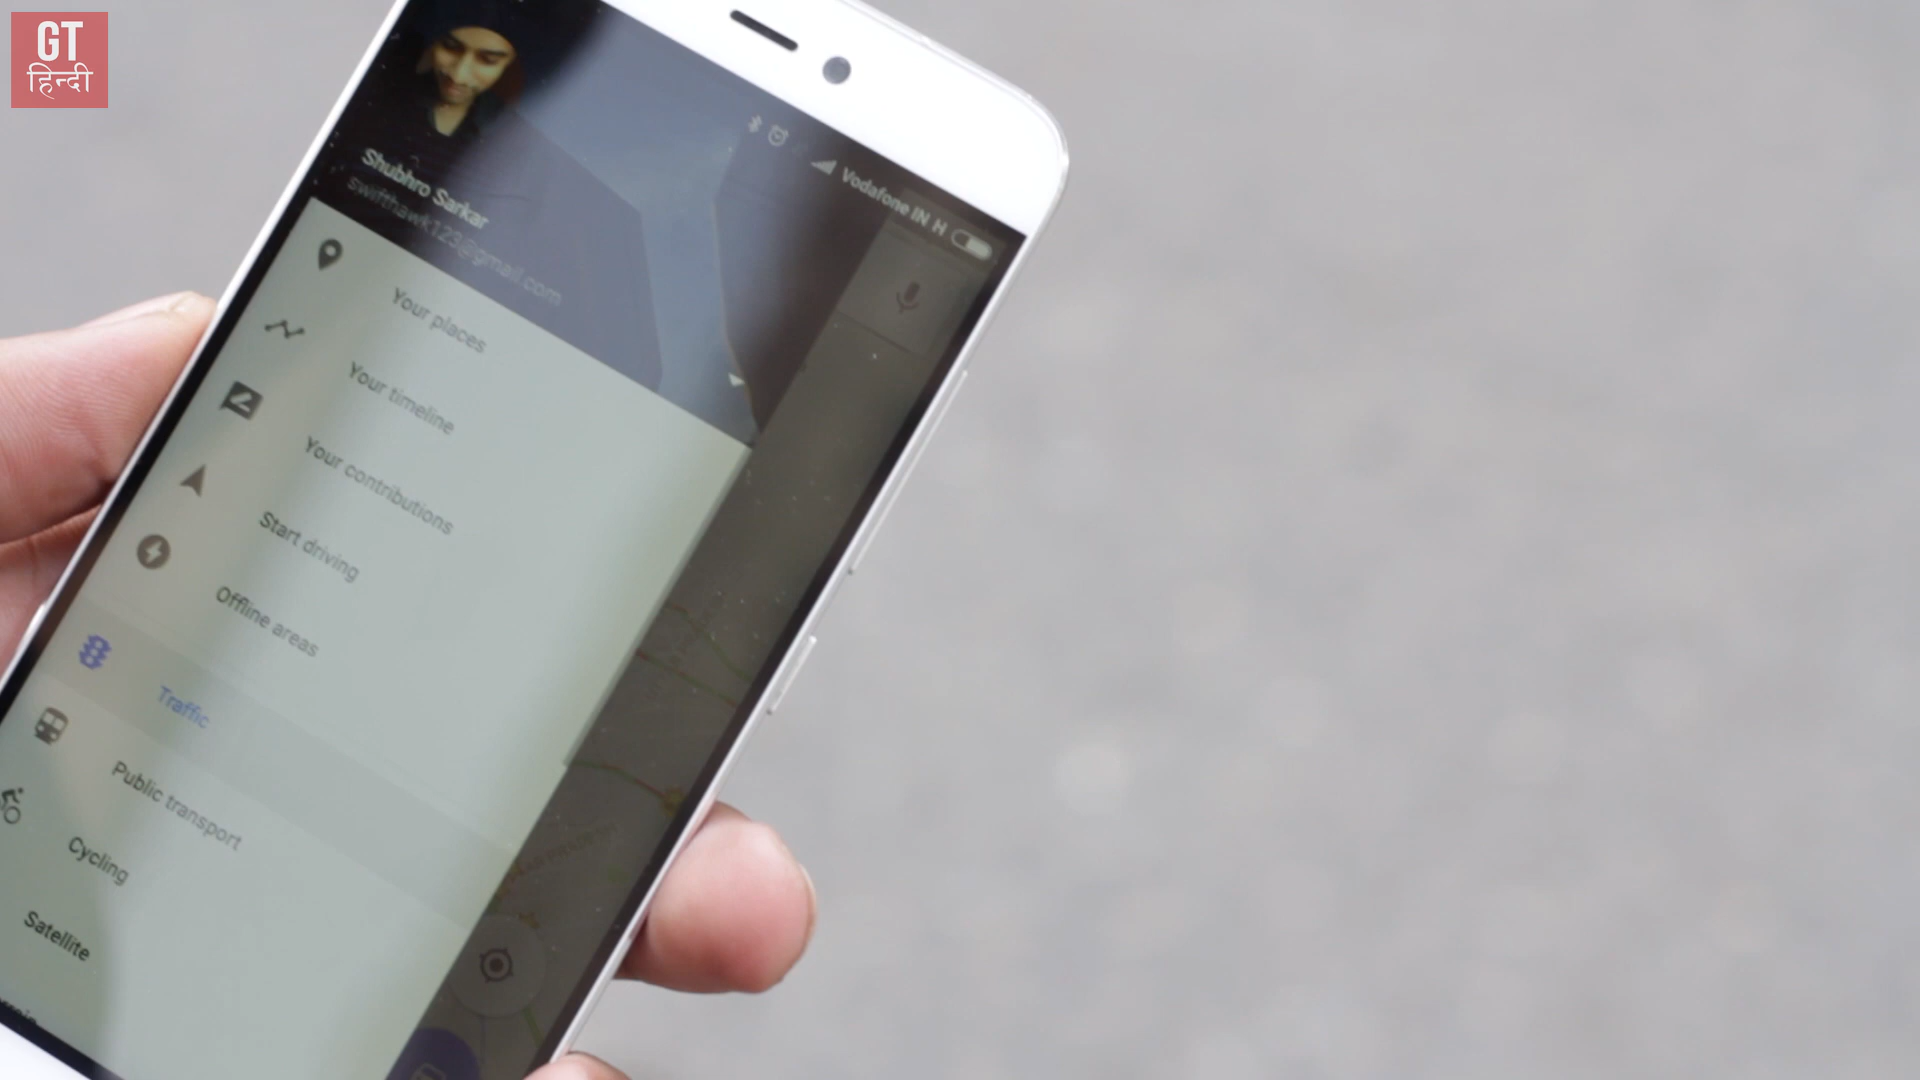 GT
हिन्दी
Vodafone IN H
Shubhro Sarkar
swifthawk123@gmail.com
Your places
Your timeline
Your contributions
Start driving
Offline areas
Traffic
Public transport
Cycling
Satellite